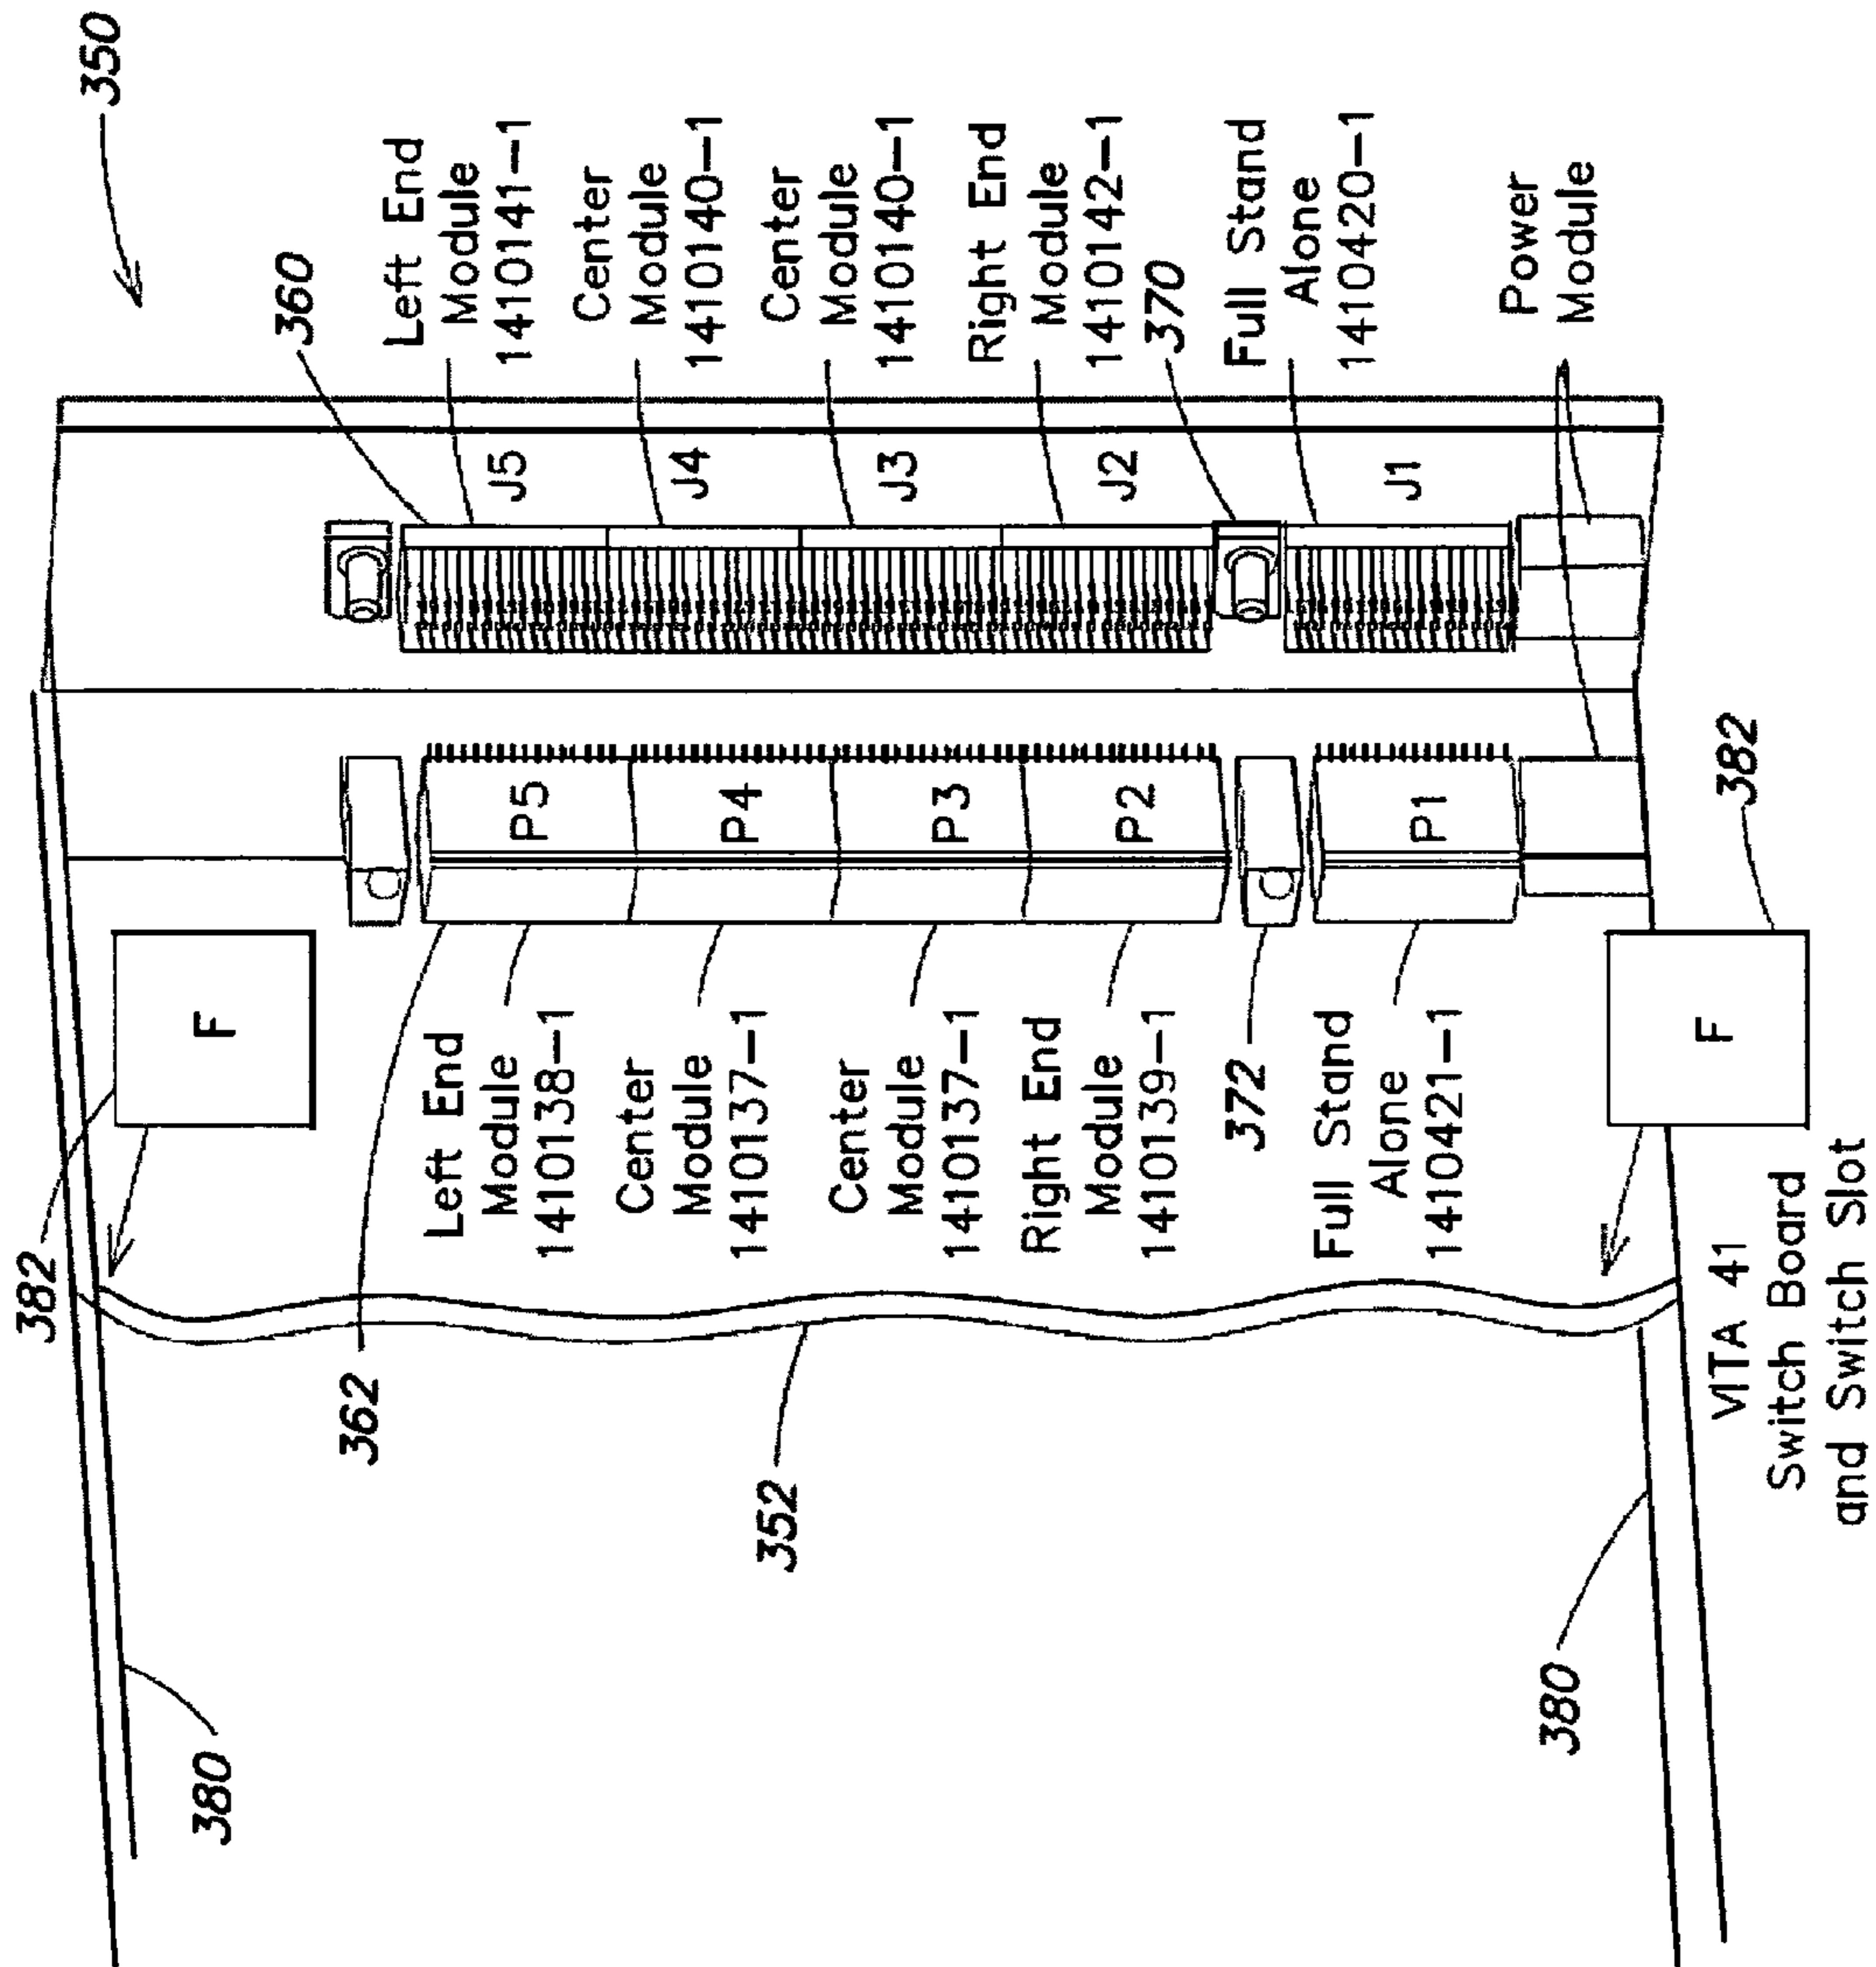 350
360
Left End
Module
1410141-1
Center
Module
1410140-1
Center
Module
1410140-1
Right End
Module
1410142-1
370
Full Stand
Alone
1410420-1
Power
Module
J5
J4
J3
J2
J1
P5
P4
P3
P2
P1
382
F
F
382
362
Left End
Module
1410138-1
Center
Module
1410137-1
Center
Module
1410137-1
Right End
Module
1410139-1
372
Full Stand
Alone
1410421-1
352
380
380
VITA 41
Switch Board
and Switch Slot